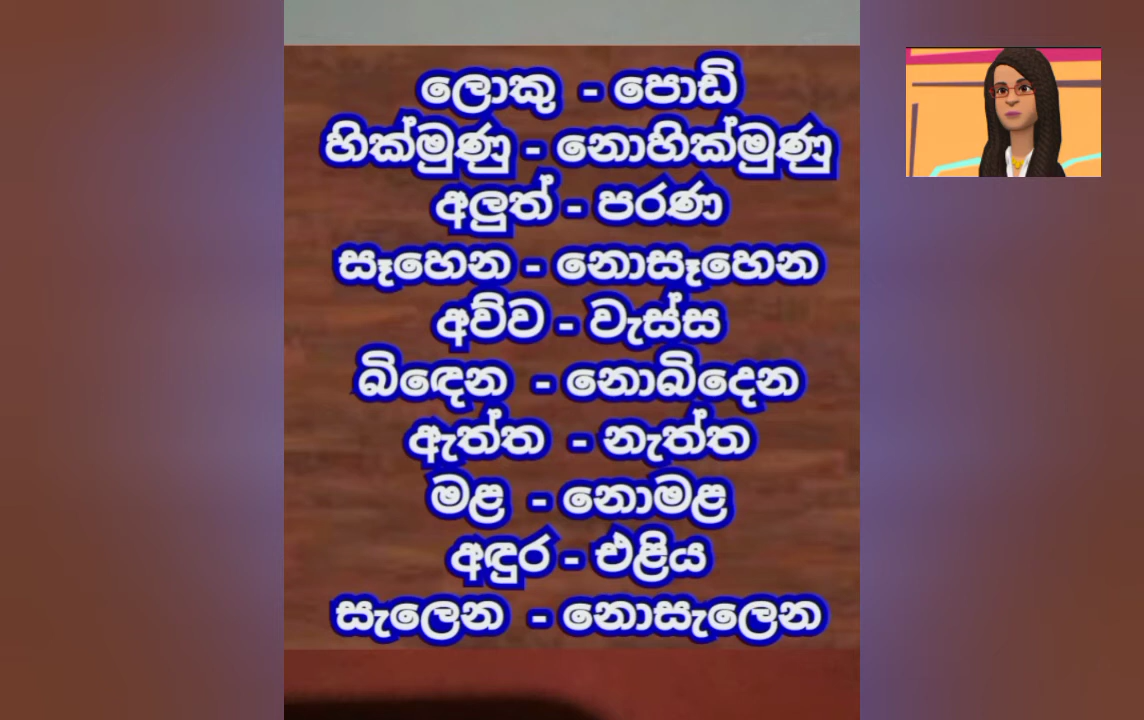 ලොකු - පොඩි
හික්මුණු - නොහික්මුණු
අලුත් - පරණ
සෑහෙන - නොසෑහෙන
අව්ව - වැස්ස
බිඳෙන - නොබිදෙන
ඇත්ත - නැත්ත
මළ - නොමළ
අඳුර - එළිය
සැලෙන - නොසැලෙන